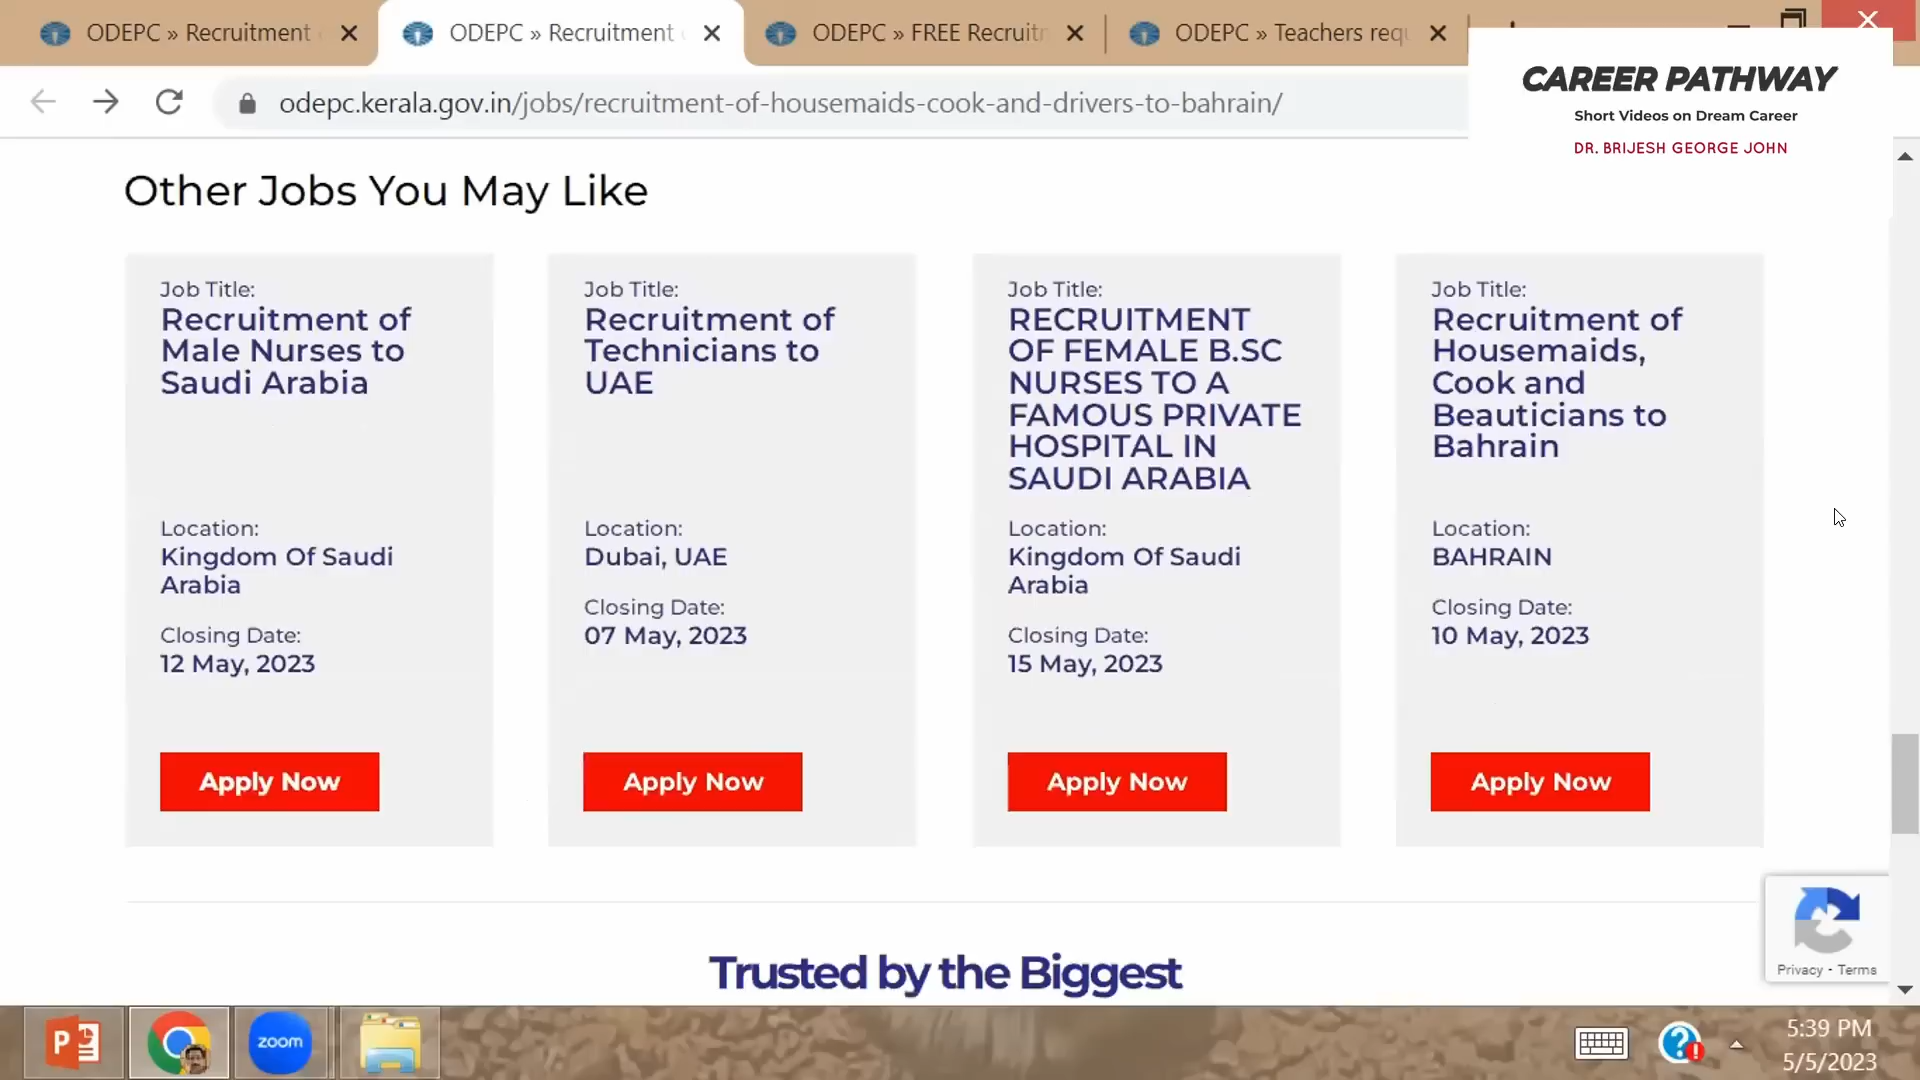 ODEPC » Recruitment
ODEPC » Recruitment
ODEPC » FREE Recruitm
ODEPC » Teachers requ
odepc.kerala.gov.in/jobs/recruitment-of-housemaids-cook-and-drivers-to-bahrain/
CAREER PATHWAY
Short Videos on Dream Career
DR. BRIJESH GEORGE JOHN
Other Jobs You May Like
Job Title:
Recruitment of
Male Nurses to
Saudi Arabia
Location:
Kingdom Of Saudi
Arabia
Closing Date:
12 May, 2023
Apply Now
Job Title:
Recruitment of
Technicians to
UAE
Location:
Dubai, UAE
Closing Date:
07 May, 2023
Apply Now
Job Title:
RECRUITMENT
OF FEMALE B.SC
NURSES TO A
FAMOUS PRIVATE
HOSPITAL IN
SAUDI ARABIA
Location:
Kingdom Of Saudi
Arabia
Closing Date:
15 May, 2023
Apply Now
Job Title:
Recruitment of
Housemaids,
Cook and
Beauticians to
Bahrain
Location:
BAHRAIN
Closing Date:
10 May, 2023
Apply Now
Privacy - Terms
Trusted by the Biggest
zoom
5:39 PM
5/5/2023